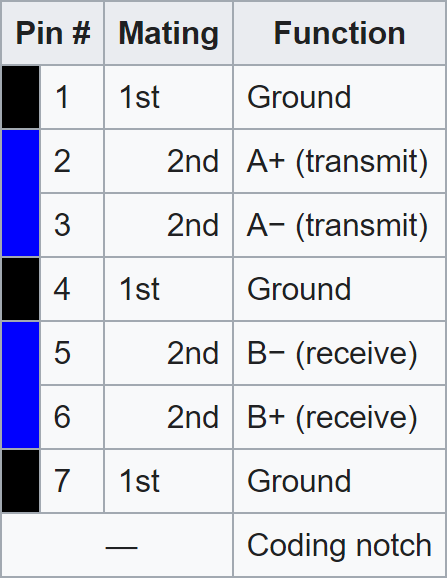 Pin # Mating Function
1 1st Ground
2 2nd A+ (transmit)
3 2nd A− (transmit)
4 1st Ground
5 2nd B− (receive)
6 2nd B+ (receive)
7 1st Ground
— Coding notch